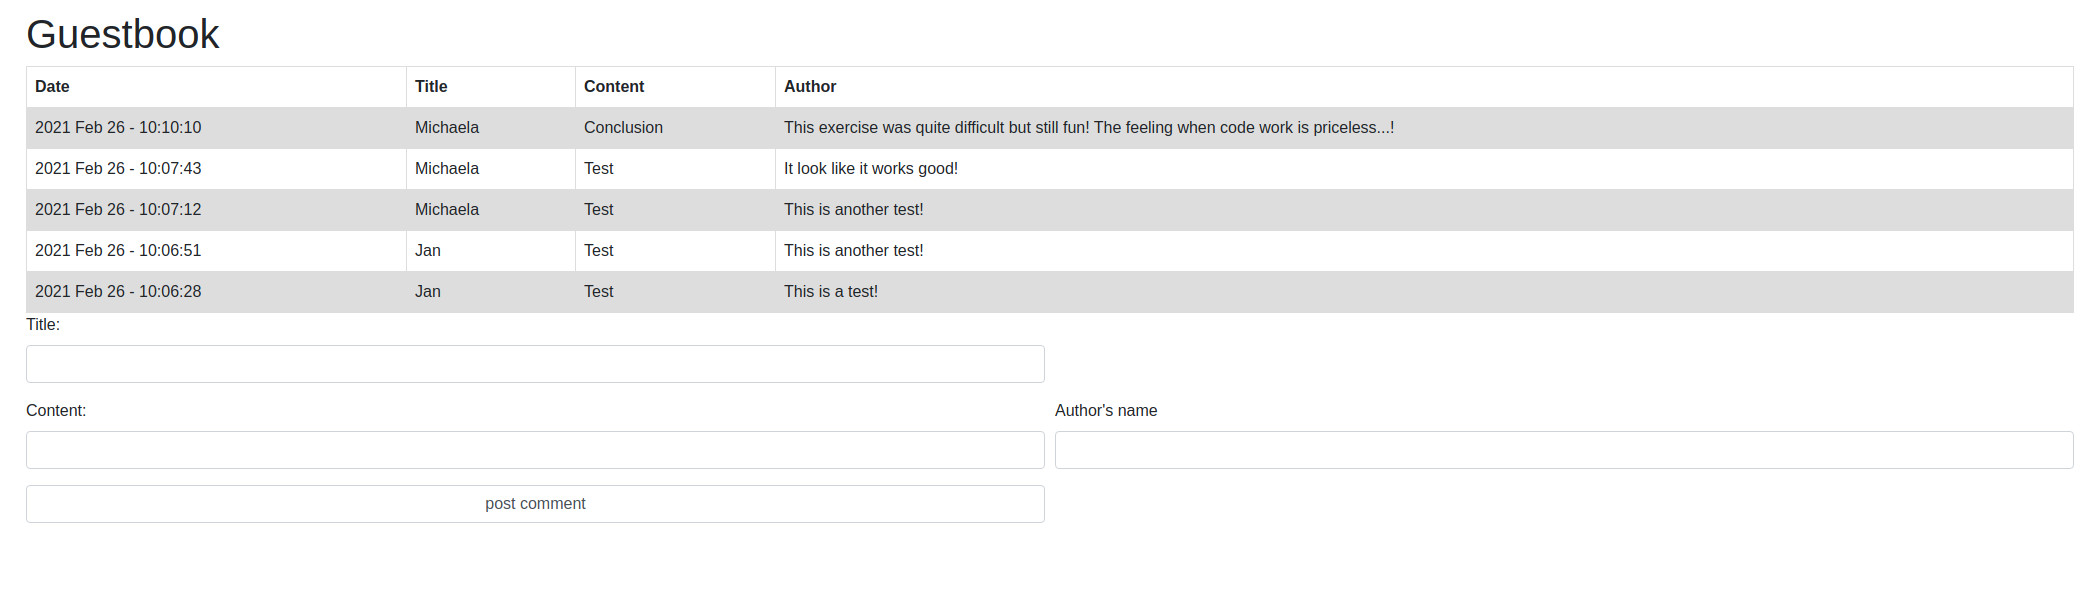 Guestbook
Date Title Content Author
2021 Feb 26 - 10:10:10 Michaela Conclusion This exercise was quite difficult but still fun! The feeling when code work is priceless...!
2021 Feb 26 - 10:07:43 Michaela Test It look like it works good!
2021 Feb 26 - 10:07:12 Michaela Test This is another test!
2021 Feb 26 - 10:06:51 Jan Test This is another test!
2021 Feb 26 - 10:06:28 Jan Test This is a test!
Title:
Content: Author's name
post comment